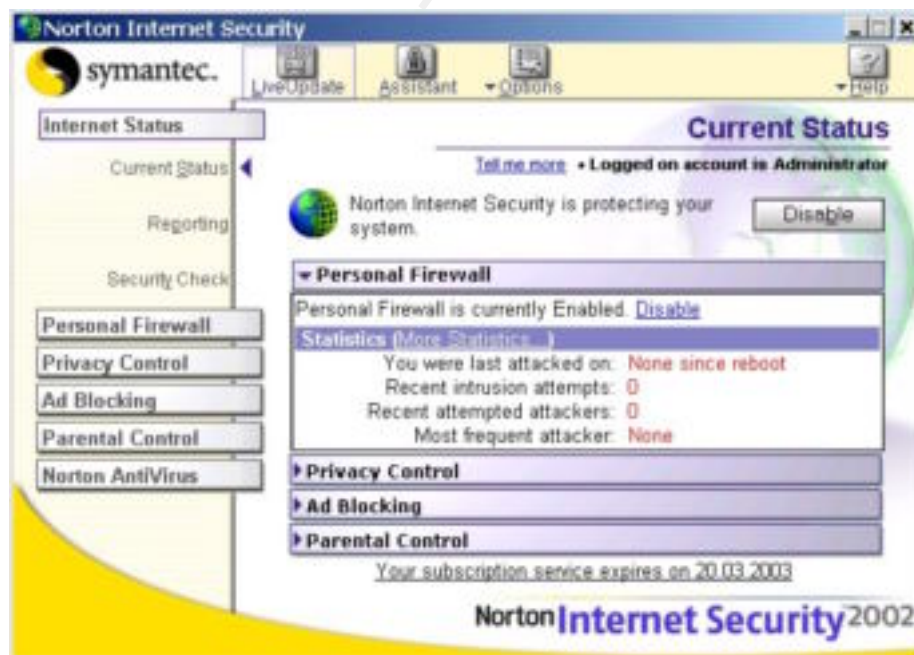 Norton Internet Security
symantec.
LiveUpdate
Assistant
Options
Help
Internet Status
Current Status
Reporting
Security Check
Personal Firewall
Privacy Control
Ad Blocking
Parental Control
Norton AntiVirus
Current Status
Tell me more • Logged on account is Administrator
Norton Internet Security is protecting your
system.
Disable
Personal Firewall
Personal Firewall is currently Enabled. Disable
Statistics (More Statistics...)
You were last attacked on: None since reboot
Recent intrusion attempts: 0
Recent attempted attackers: 0
Most frequent attacker: None
Privacy Control
Ad Blocking
Parental Control
Your subscription service expires on 20.03.2003
Norton Internet Security 2002